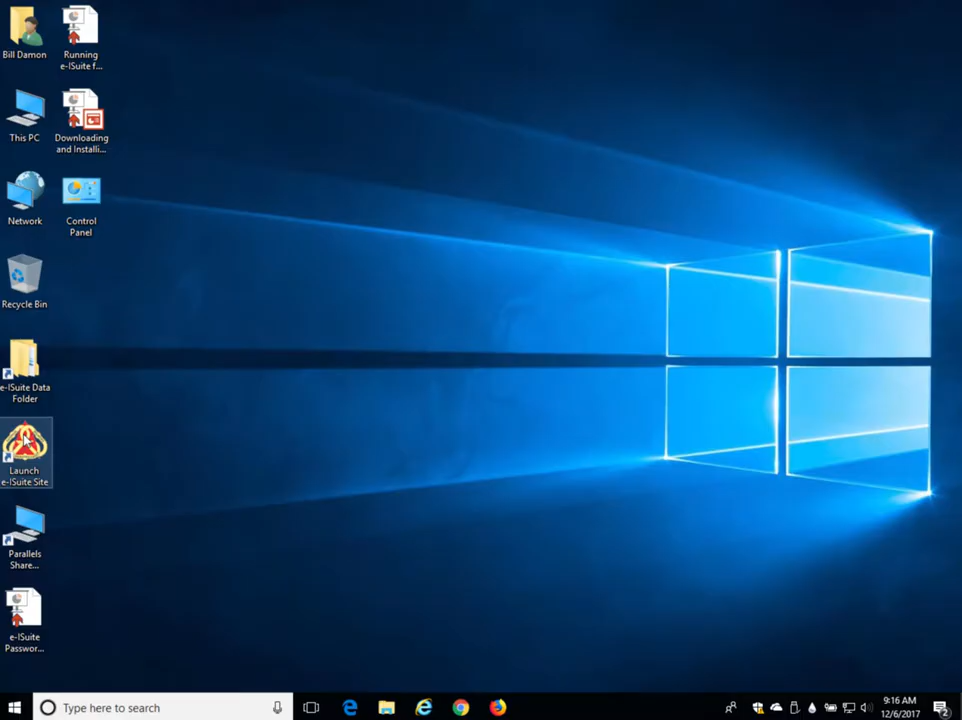 Bill Damon
Running
e-ISuite f...
This PC
Downloading
and Installi...
Network
Control
Panel
Recycle Bin
e-ISuite Data
Folder
Launch
e-ISuite Site
Parallels
Share...
e-ISuite
Passwor...
Type here to search
9:16 AM
12/6/2017
2